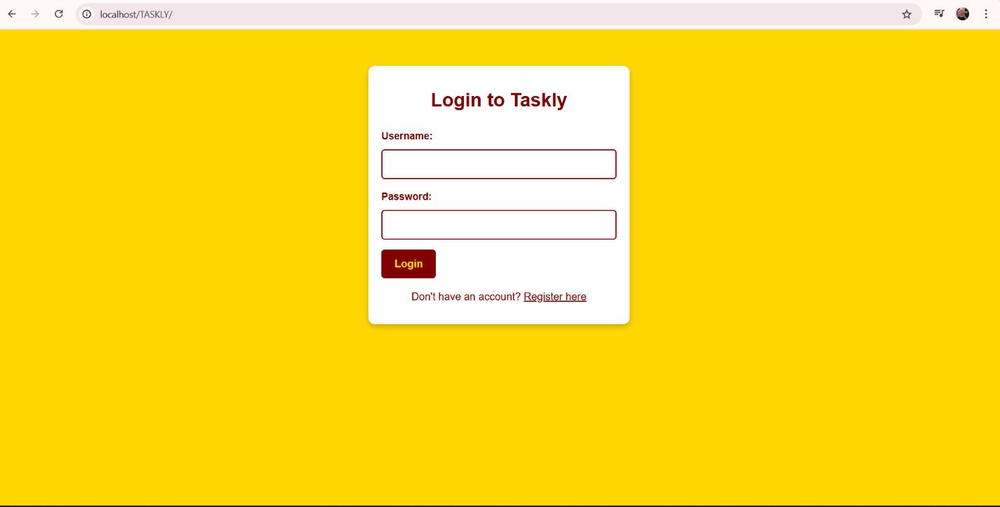 localhost/TASKLY/
Login to Taskly
Username:
Password:
Login
Don't have an account? Register here